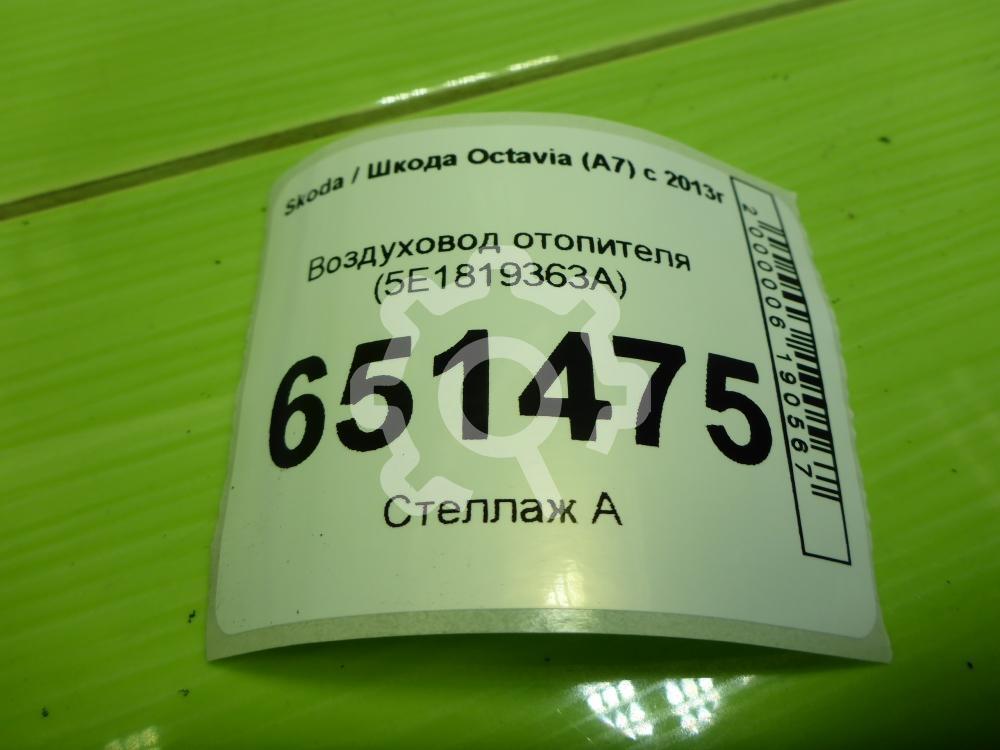 Skoda / Шкода Octavia (A7) с 2013г
Воздуховод отопителя
(5E1819363A)
651475
Стеллаж А
2000006190567